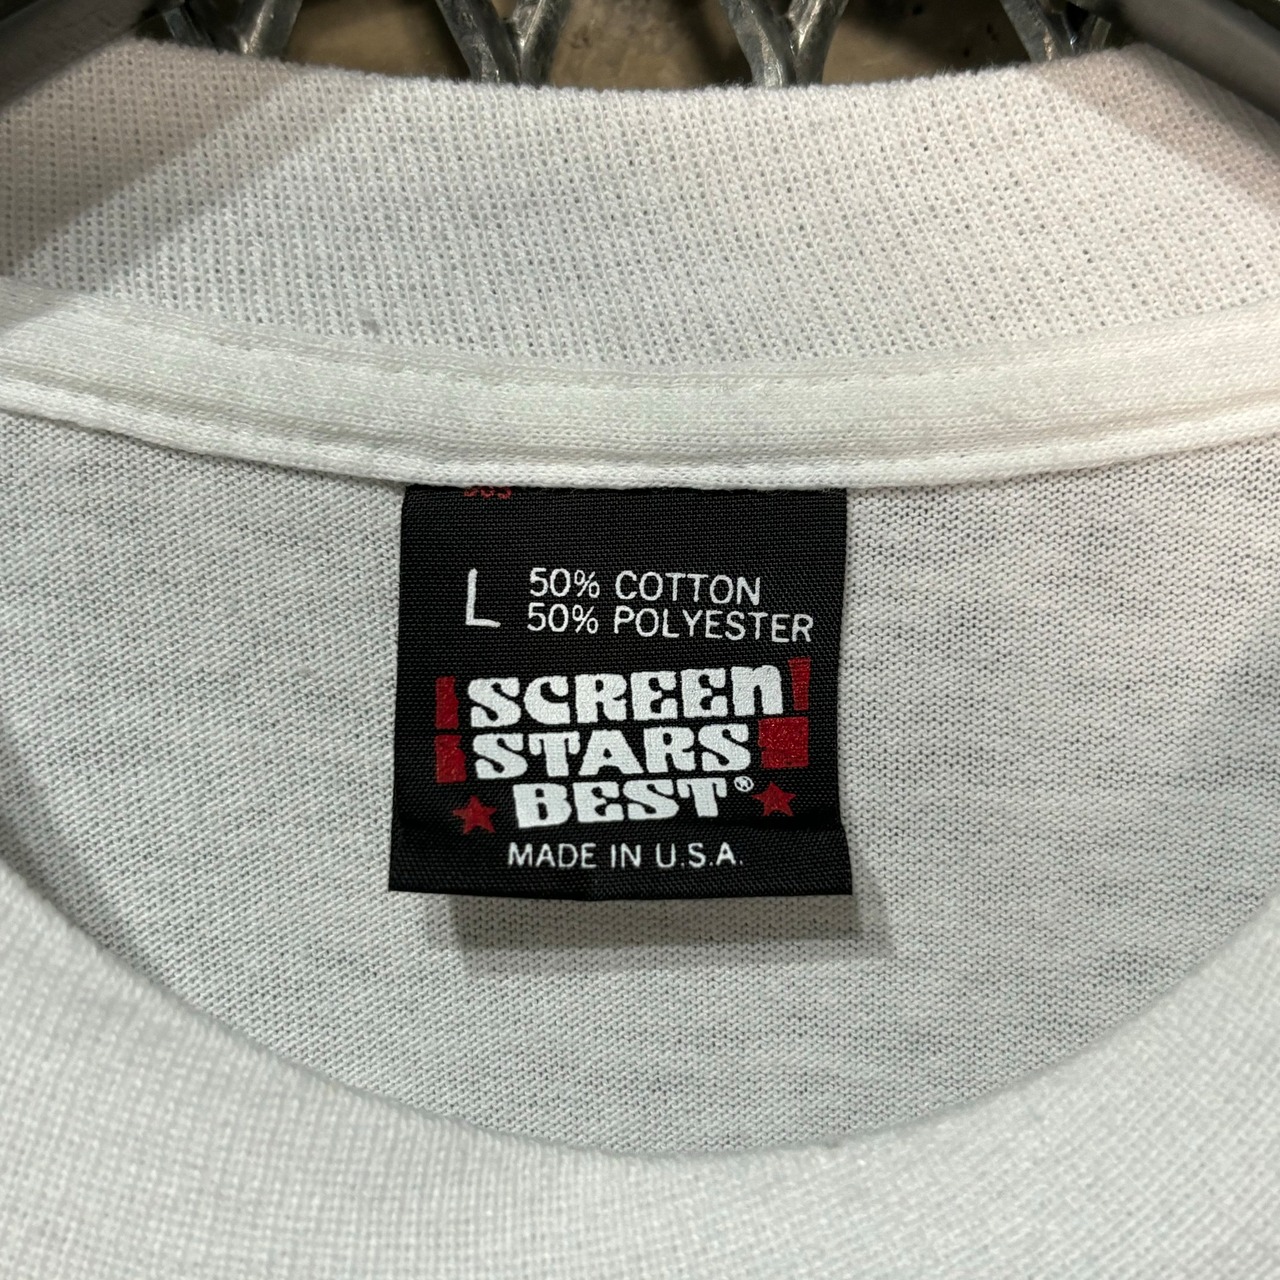 L 50% COTTON
50% POLYESTER
SCREEN
STARS
BEST®
MADE IN U.S.A.